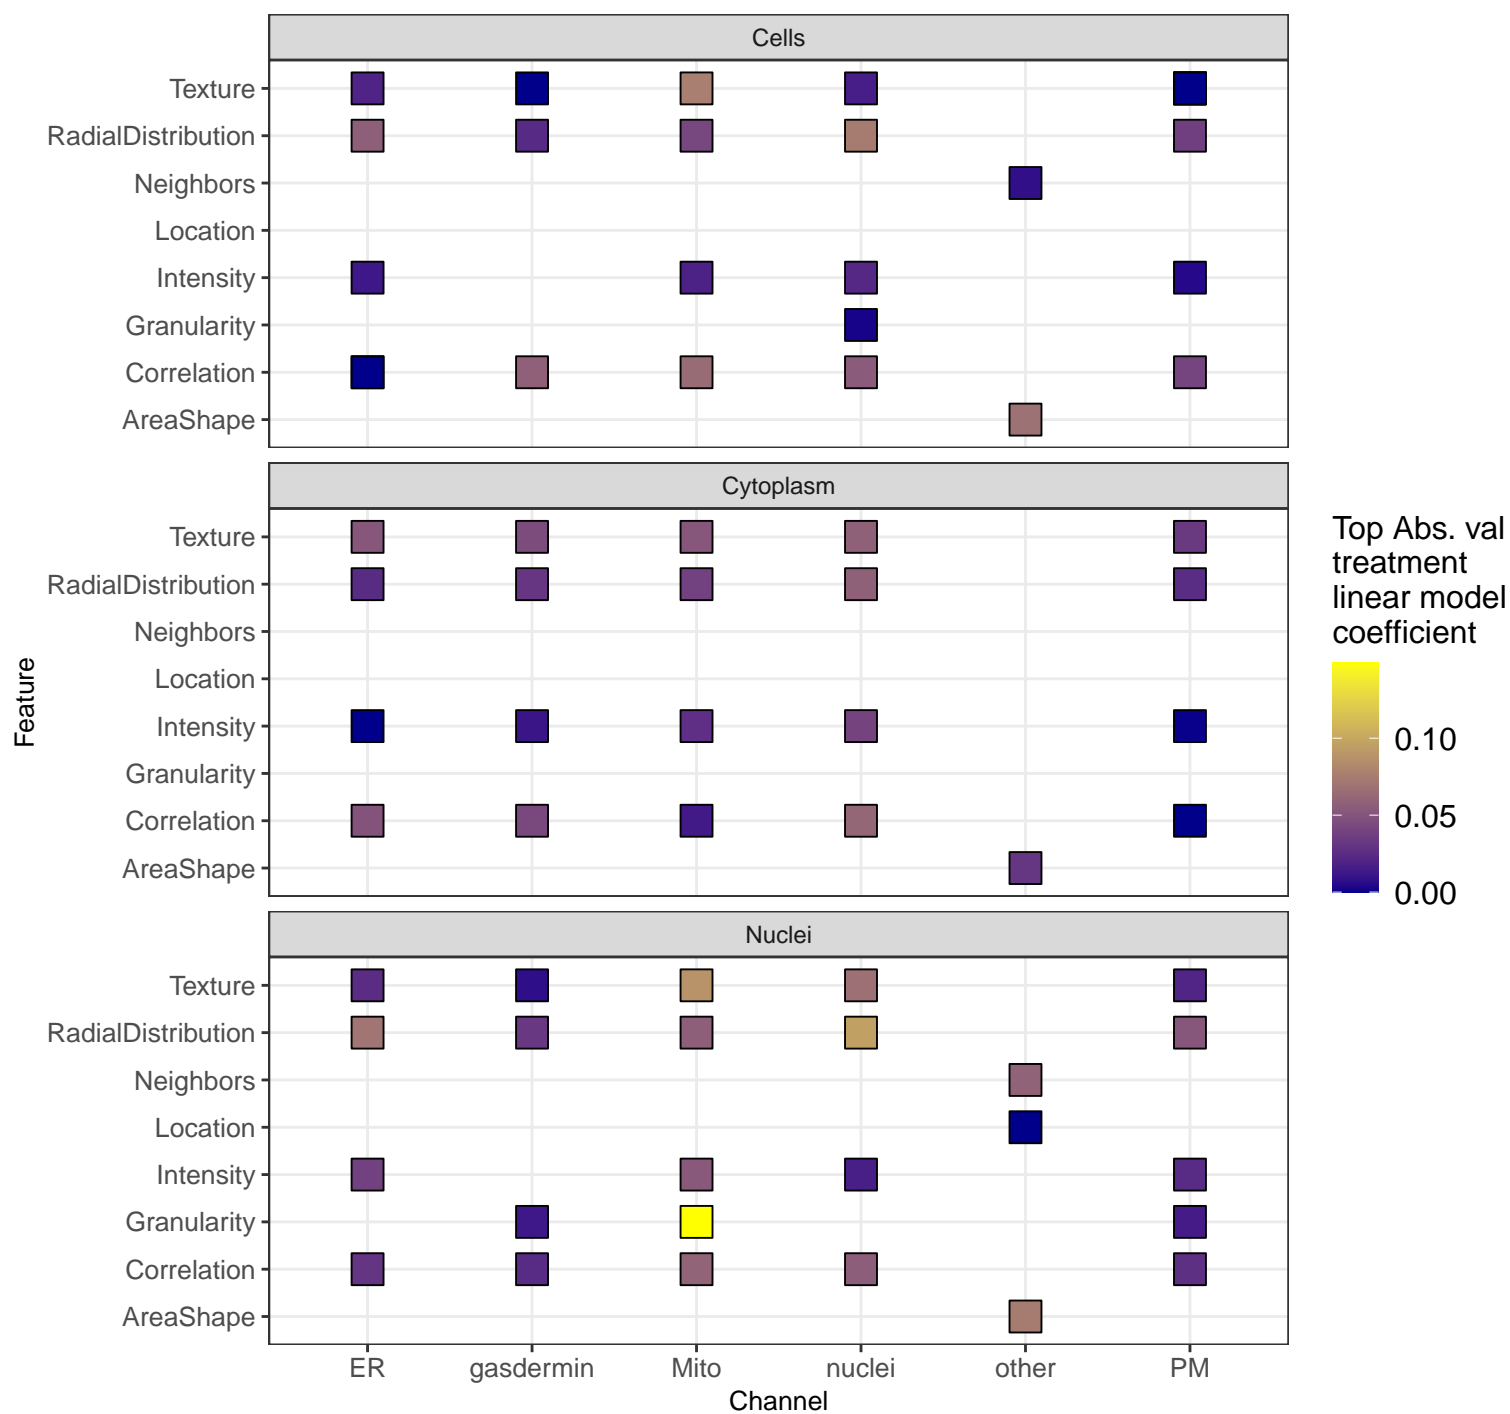 Cells
Texture
RadialDistribution
Neighbors
Location
Intensity
Granularity
Correlation
AreaShape
Cytoplasm
Texture
RadialDistribution
Neighbors
Location
Intensity
Granularity
Correlation
AreaShape
Nuclei
Texture
RadialDistribution
Neighbors
Location
Intensity
Granularity
Correlation
AreaShape
ER gasdermin Mito nuclei other PM
Channel
Feature
Top Abs. val
treatment
linear model
coefficient
0.10
0.05
0.00